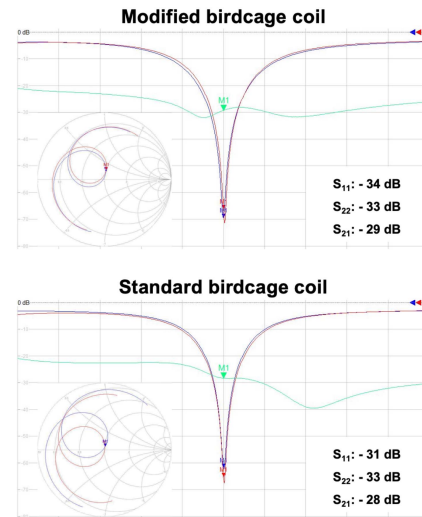 Modified birdcage coil
0 dB
M1
S11: - 34 dB
S22: - 33 dB
S21: - 29 dB
Standard birdcage coil
0 dB
M1
S11: - 31 dB
S22: - 33 dB
S21: - 28 dB